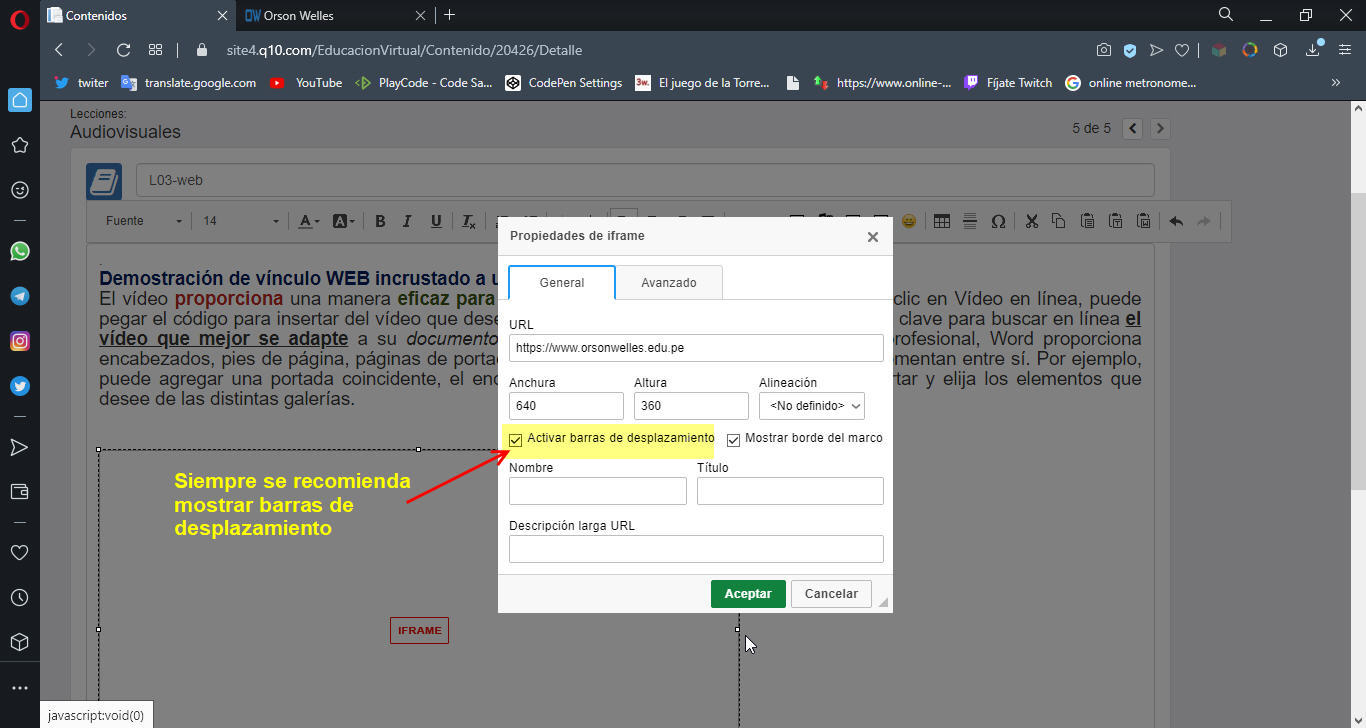 Contenidos
Orson Welles
site4.q10.com/EducacionVirtual/Contenido/20426/Detalle
twiter
translate.google.com
YouTube
PlayCode - Code Sa...
CodePen Settings
3w.
El juego de la Torre...
https://www.online-...
Fíjate Twitch
online metronome...
Lecciones:
Audiovisuales
5 de 5
L03-web
Fuente
14
Demostración de vínculo WEB incrustado a u
El vídeo proporciona una manera eficaz para
clic en Vídeo en línea, puede
pegar el código para insertar del vídeo que dese
clave para buscar en línea el
vídeo que mejor se adapte a su documento
rofesional, Word proporciona
encabezados, pies de página, páginas de porta
mentan entre sí. Por ejemplo,
puede agregar una portada coincidente, el enc
rtar y elija los elementos que
desee de las distintas galerías.
Propiedades de iframe
General
Avanzado
URL
https://www.orsonwelles.edu.pe
Anchura
Altura
Alineación
640
360
<No definido>
Activar barras de desplazamiento
Mostrar borde del marco
Nombre
Título
Descripción larga URL
Aceptar
Cancelar
Siempre se recomienda
mostrar barras de
desplazamiento
IFRAME
javascript:void(0)